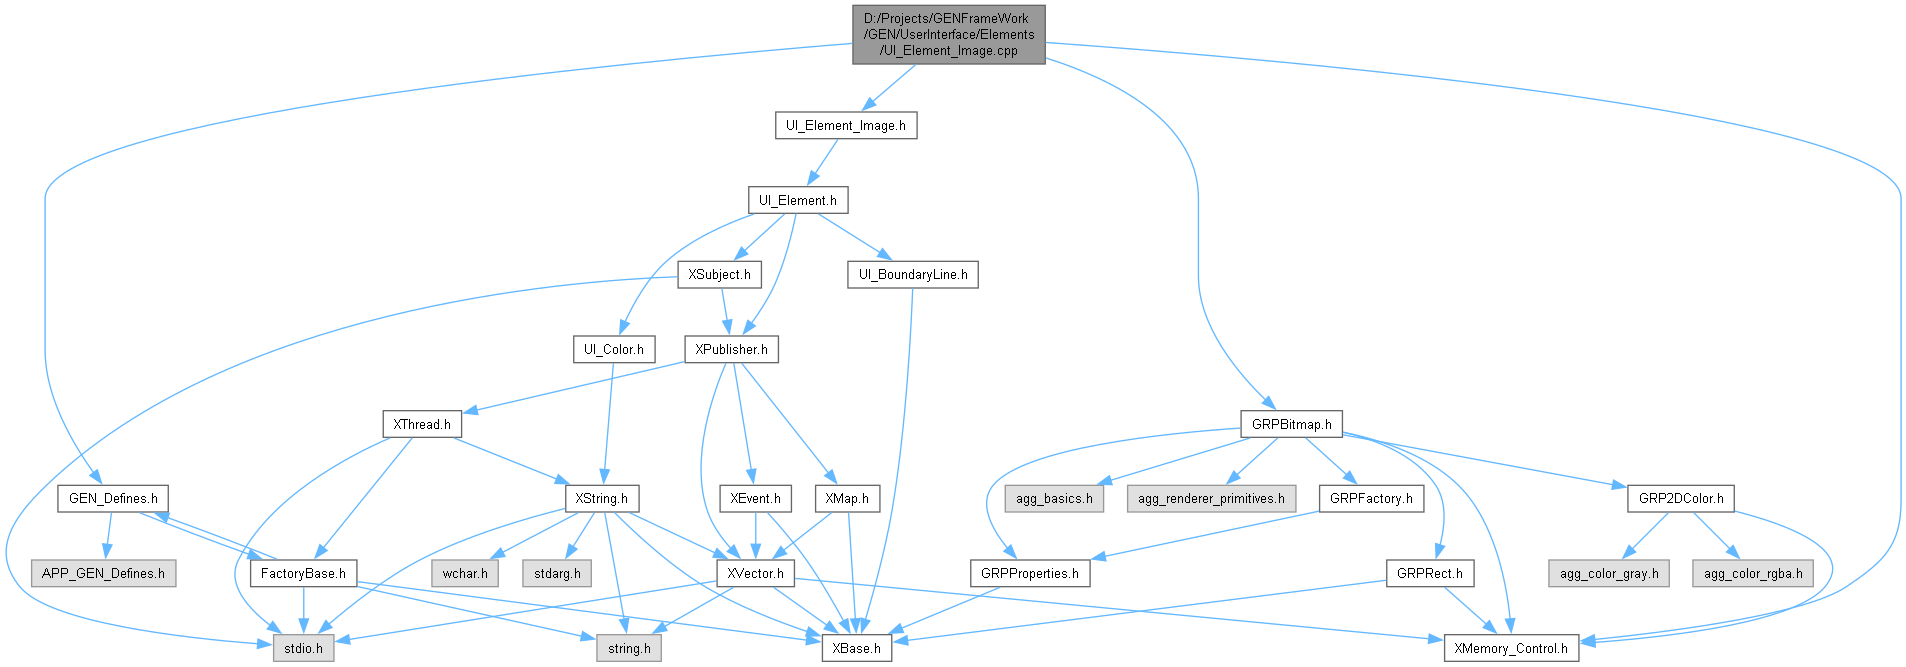 D:/Projects/GENFrameWork
/GEN/UserInterface/Elements
/UI_Element_Image.cpp
UI_Element_Image.h
UI_Element.h
XSubject.h
UI_BoundaryLine.h
UI_Color.h
XPublisher.h
XThread.h
GRPBitmap.h
GEN_Defines.h
XString.h
XEvent.h
XMap.h
agg_basics.h
agg_renderer_primitives.h
GRPFactory.h
GRP2DColor.h
APP_GEN_Defines.h
FactoryBase.h
wchar.h
stdarg.h
XVector.h
GRPProperties.h
GRPRect.h
agg_color_gray.h
agg_color_rgba.h
stdio.h
string.h
XBase.h
XMemory_Control.h